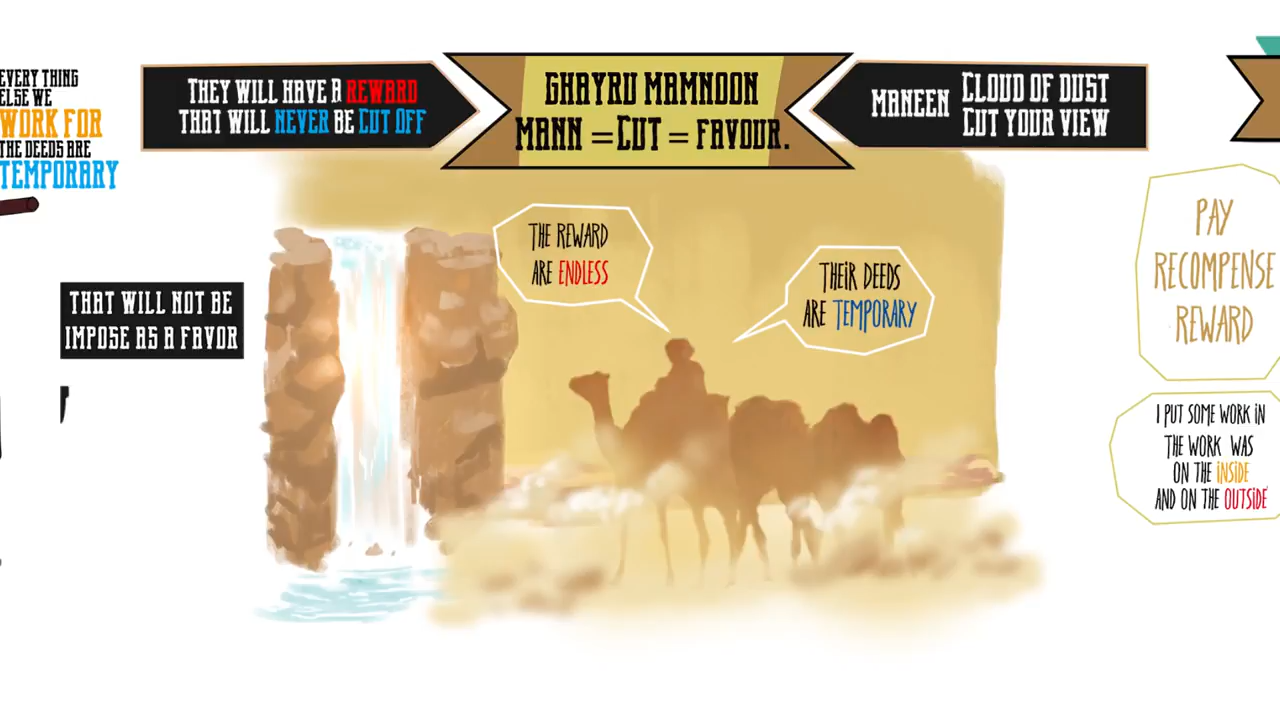 EVERY THING
ELSE WE
WORK FOR
THE DEEDS ARE
TEMPORARY
THEY WILL HAVE A REWARD
THAT WILL NEVER BE CUT OFF
GHAYRU MAMNOON
MANN = CUT = FAVOUR.
MANEEN
CLOUD OF DUST
CUT YOUR VIEW
THE REWARD
ARE ENDLESS
THEIR DEEDS
ARE TEMPORARY
THAT WILL NOT BE
IMPOSE AS A FAVOR
PAY
RECOMPENSE
REWARD
I PUT SOME WORK IN
THE WORK WAS
ON THE INSIDE
AND ON THE OUTSIDE